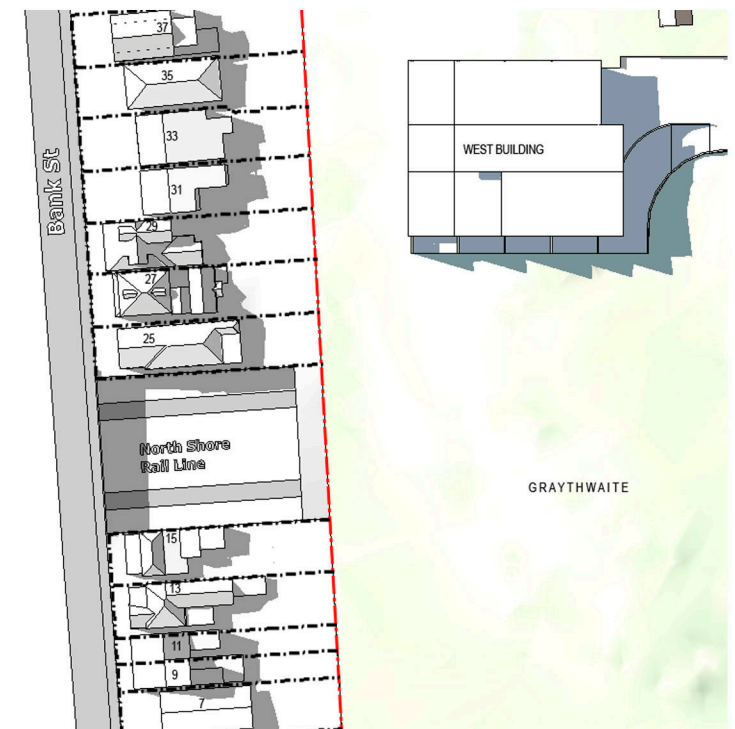 37
35
33
31
29
27
25
Bank St
WEST BUILDING
North Shore
Rail Line
GRAYTHWAITE
15
13
11
9
7